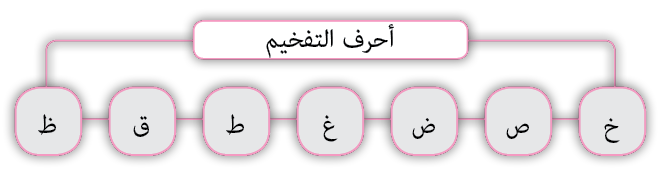 أحرف التفخيم
خ ص ض غ ط ق ظ